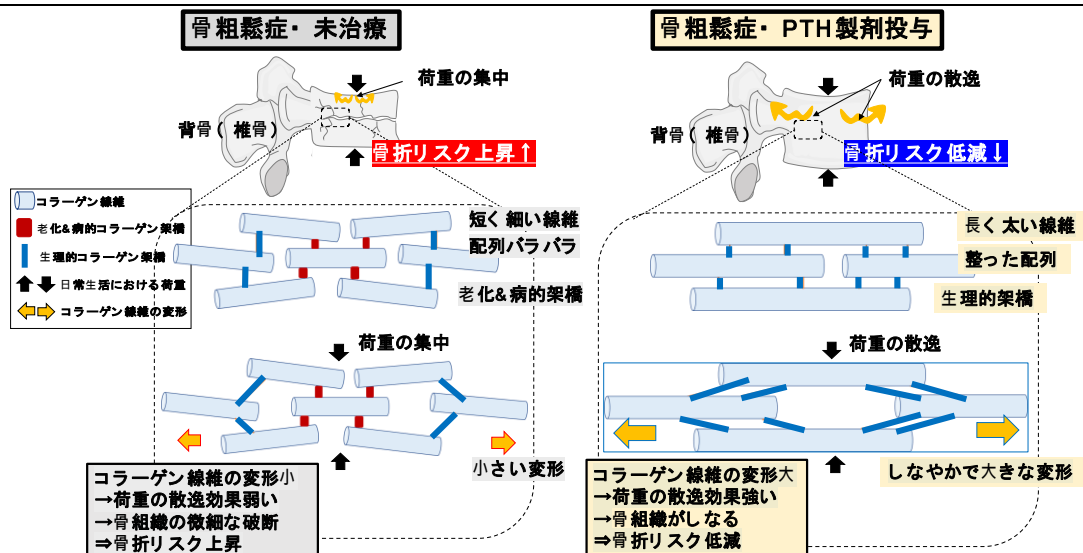 骨粗鬆症・未治療
荷重の集中
背骨(椎骨)
骨折リスク上昇↑
コラーゲン線維
老化&病的コラーゲン架橋
生理的コラーゲン架橋
日常生活における荷重
コラーゲン線維の変形
短く細い線維
配列バラバラ
老化&病的架橋
荷重の集中
小さい変形
コラーゲン線維の変形小
→荷重の散逸効果弱い
→骨組織の微細な破断
⇒骨折リスク上昇
骨粗鬆症・PTH製剤投与
荷重の散逸
背骨(椎骨)
骨折リスク低減↓
長く太い線維
整った配列
生理的架橋
荷重の散逸
しなやかで大きな変形
コラーゲン線維の変形大
→荷重の散逸効果強い
→骨組織がしなる
⇒骨折リスク低減